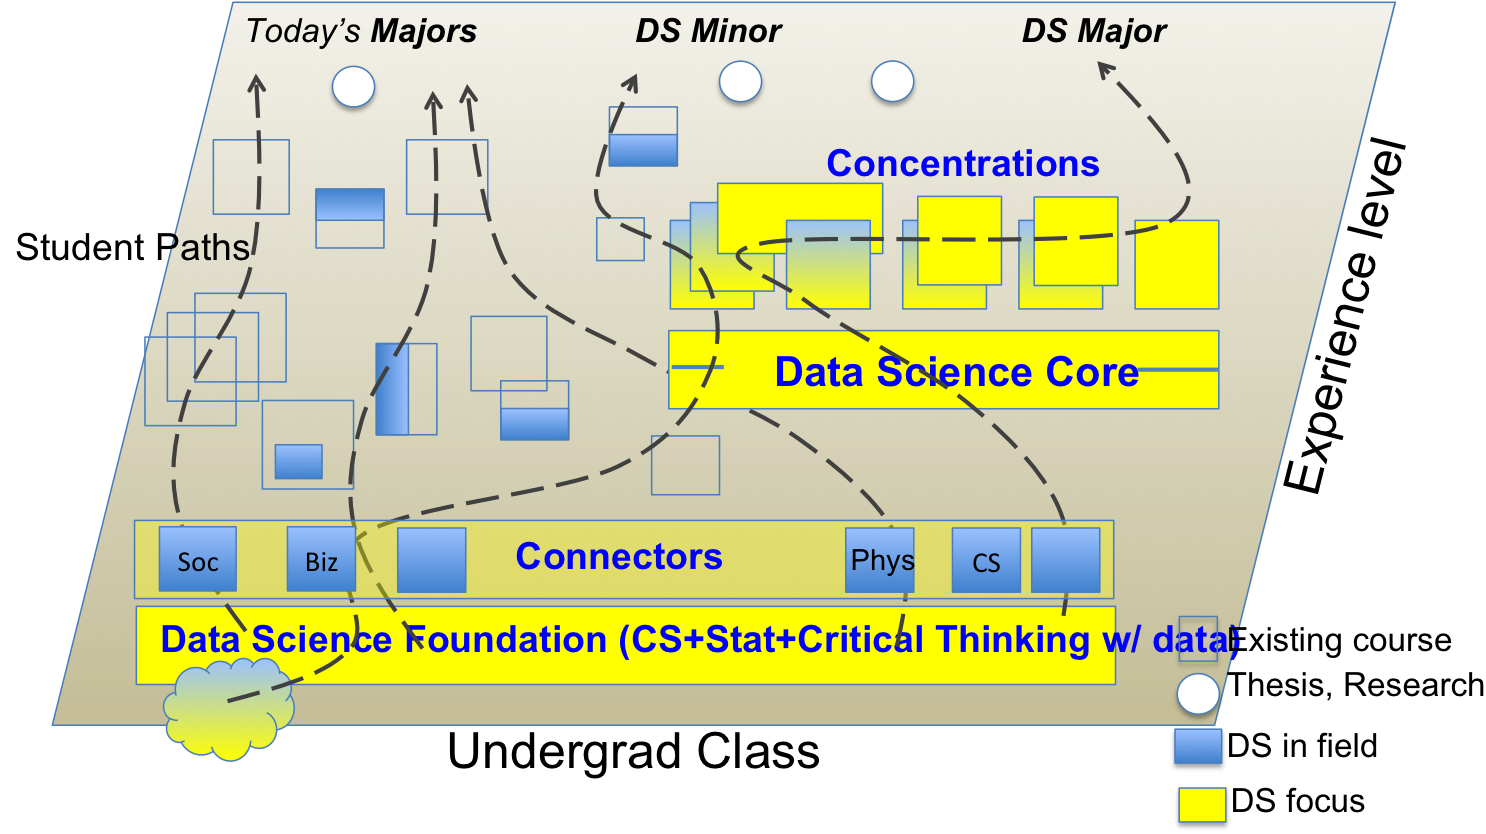 Today's Majors
DS Minor
DS Major
Concentrations
Student Paths
Experience level
Data Science Core
Soc
Biz
Connectors
Phys
CS
Data Science Foundation (CS+Stat+Critical Thinking w/ data)
Existing course
Thesis, Research
Undergrad Class
DS in field
DS focus